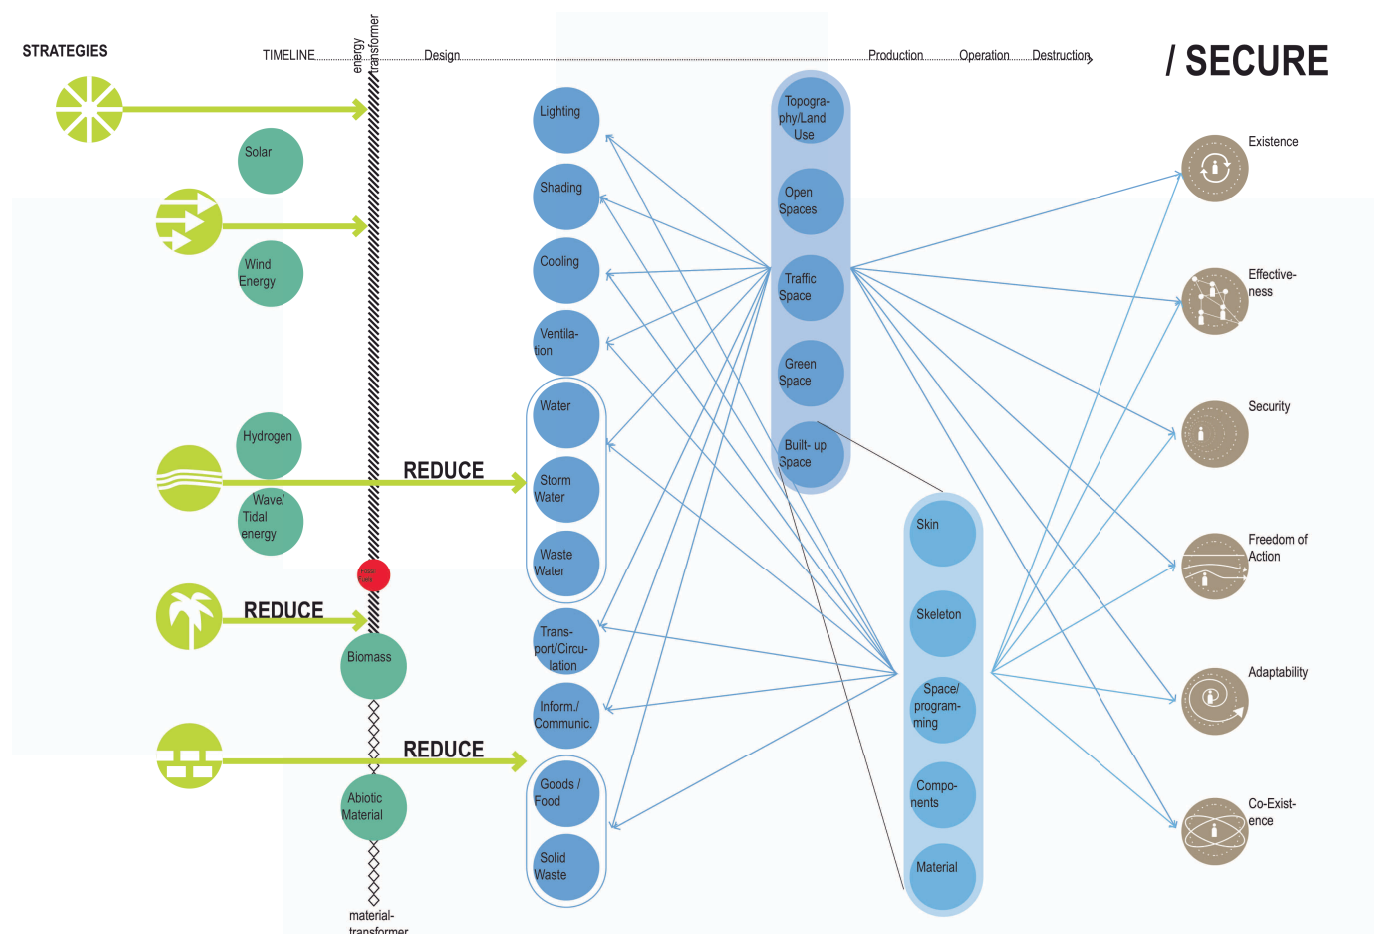 STRATEGIES
TIMELINE
energy
transformer
Design
Production
Operation
Destruction
/ SECURE
Solar
Wind
Energy
Hydrogen
Wave/
Tidal
energy
REDUCE
REDUCE
REDUCE
Biomass
Abiotic
Material
material-
transformer
Lighting
Shading
Cooling
Ventila-
tion
Water
Storm
Water
Waste
Water
Trans-
port/Circu-
lation
Inform./
Communic.
Goods /
Food
Solid
Waste
Topogra-
phy/Land
Use
Open
Spaces
Traffic
Space
Green
Space
Built- up
Space
Skin
Skeleton
Space/
program-
ming
Compo-
nents
Material
Existence
Effective-
ness
Security
Freedom of
Action
Adaptability
Co-Exist-
ence